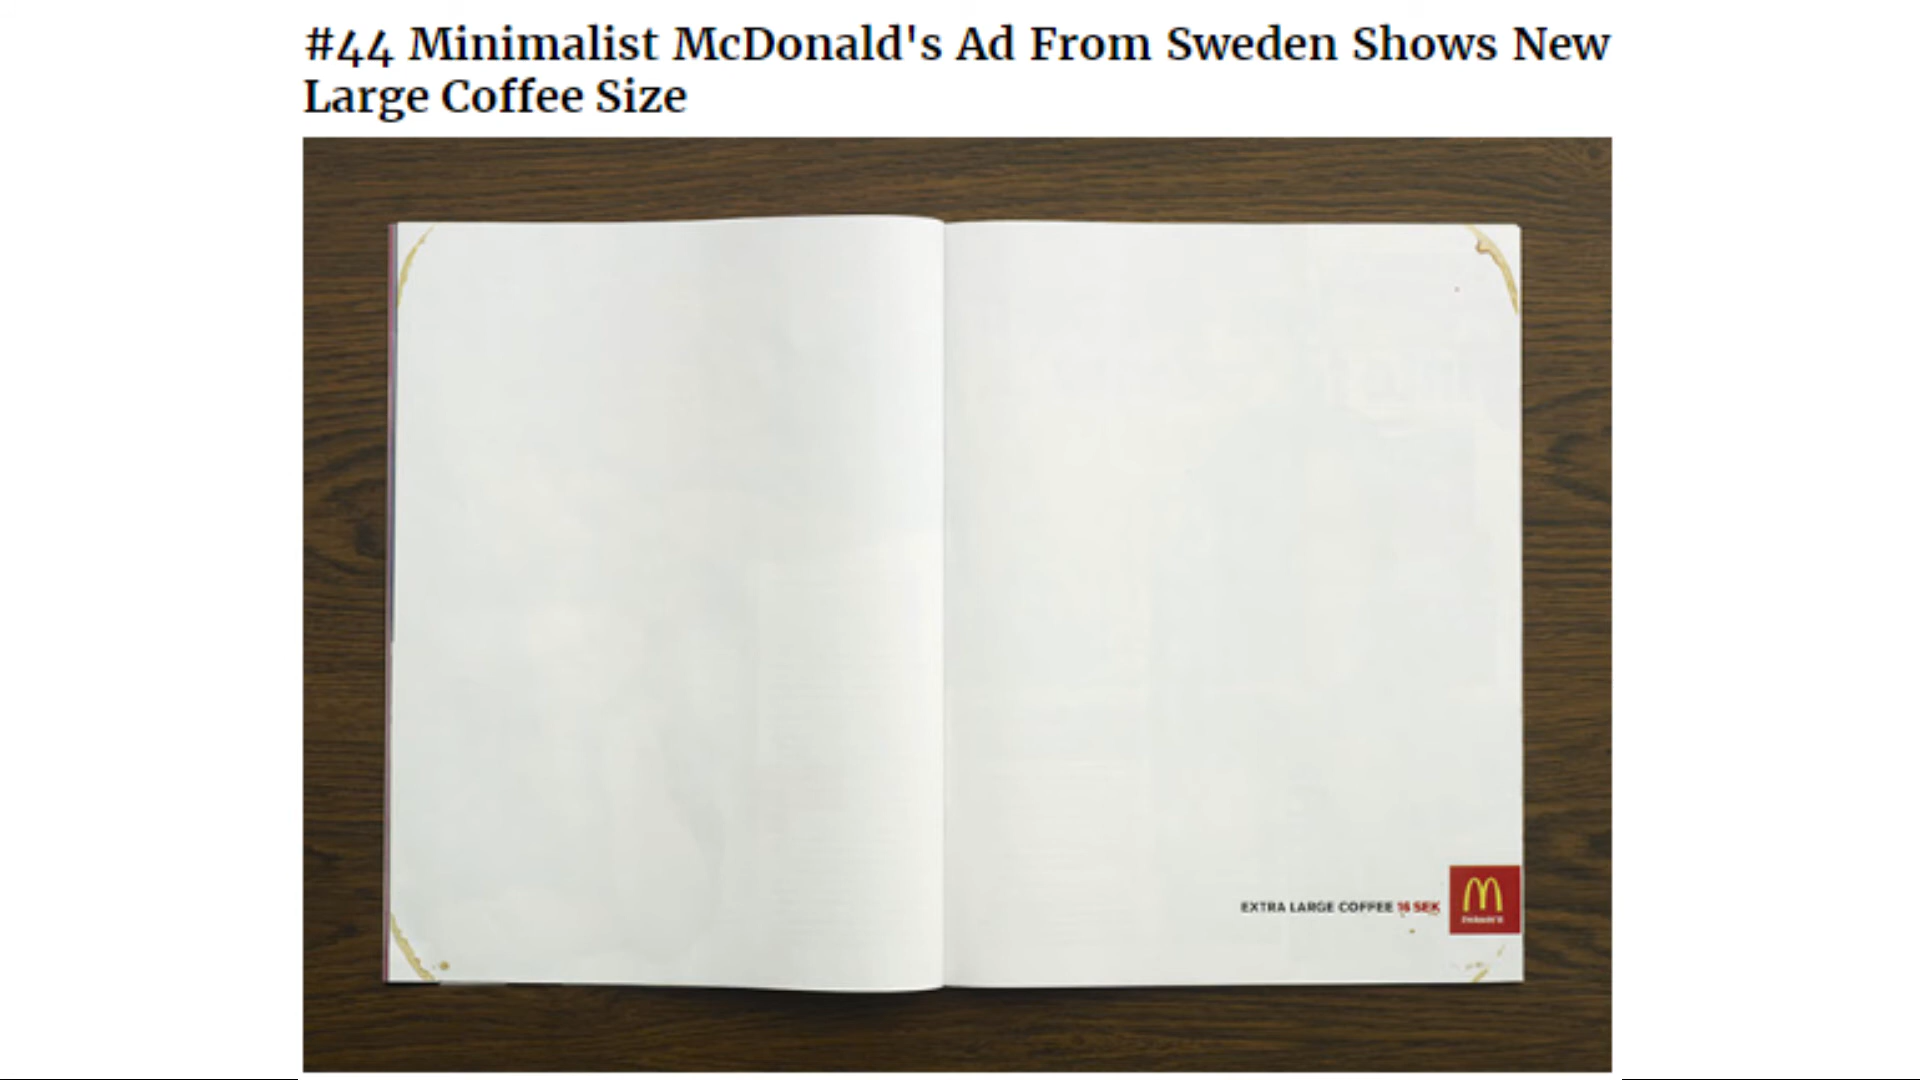 #44 Minimalist McDonald's Ad From Sweden Shows New
Large Coffee Size
EXTRA LARGE COFFEE 16 SEK